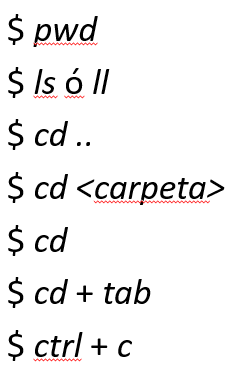 $ pwd
$ ls ó ll
$ cd ..
$ cd <carpeta>
$ cd
$ cd + tab
$ ctrl + c